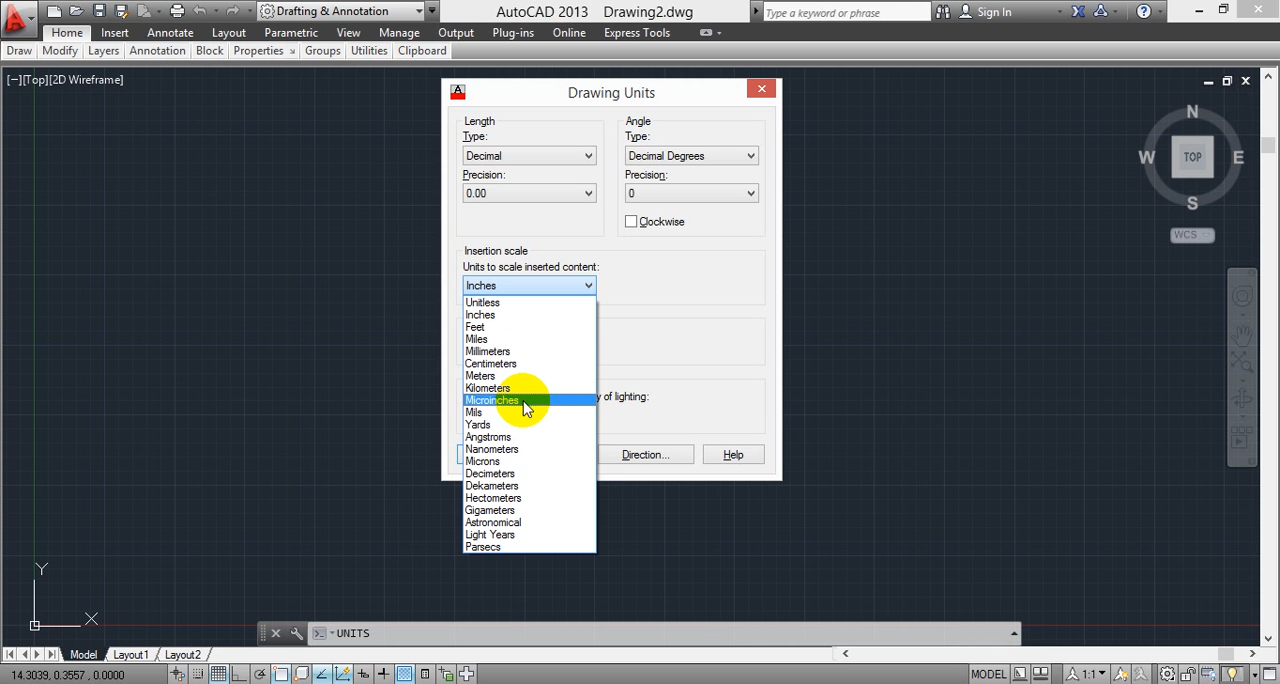 Drafting & Annotation
AutoCAD 2013 Drawing2.dwg
Type a keyword or phrase
Sign In
Home Insert Annotate Layout Parametric View Manage Output Plug-ins Online Express Tools
Draw Modify Layers Annotation Block Properties Groups Utilities Clipboard
[−][Top][2D Wireframe]
Drawing Units
Length
Type:
Decimal
Precision:
0.00
Angle
Type:
Decimal Degrees
Precision:
0
Clockwise
Insertion scale
Units to scale inserted content:
Inches
Unitless
Inches
Feet
Miles
Millimeters
Centimeters
Meters
Kilometers
Microinches
Mils
Yards
Angstroms
Nanometers
Microns
Decimeters
Dekameters
Hectometers
Gigameters
Astronomical
Light Years
Parsecs
of lighting:
Direction...
Help
N
W TOP E
S
WCS
Y
X
UNITS
Model Layout1 Layout2
14.3039, 0.3557 , 0.0000
MODEL
1:1